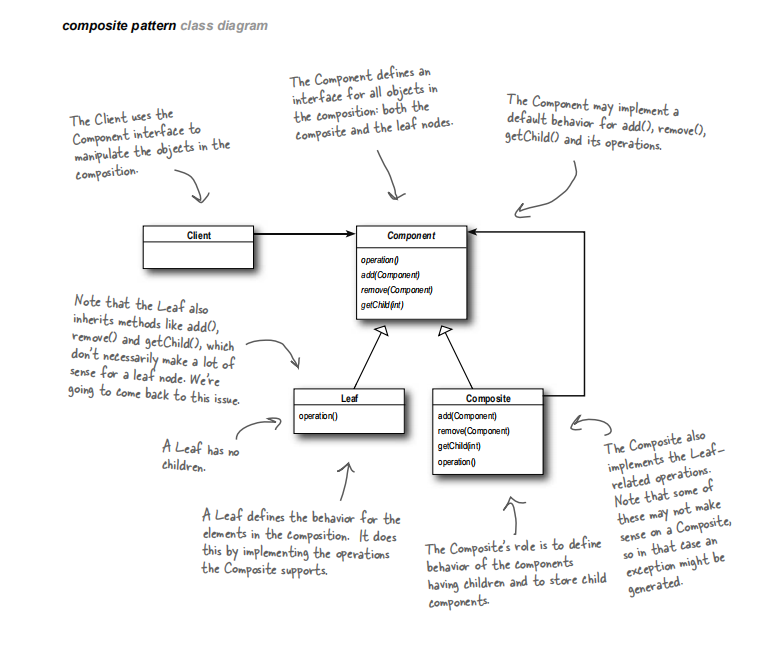 composite pattern class diagram
The Component defines an
interface for all objects in
the composition: both the
composite and the leaf nodes.
The Component may implement a
default behavior for add(), remove(),
getChild() and its operations.
The Client uses the
Component interface to
manipulate the objects in the
composition.
Client
Component
operation()
add(Component)
remove(Component)
getChild(int)
Note that the Leaf also
inherits methods like add(),
remove() and getChild(), which
don't necessarily make a lot of
sense for a leaf node. We're
going to come back to this issue.
Leaf
operation()
Composite
add(Component)
remove(Component)
getChild(int)
operation()
A Leaf has no
children.
The Composite also
implements the Leaf-
related operations.
Note that some of
these may not make
sense on a Composite,
so in that case an
exception might be
generated.
A Leaf defines the behavior for the
elements in the composition. It does
this by implementing the operations
the Composite supports.
The Composite's role is to define
behavior of the components
having children and to store child
components.